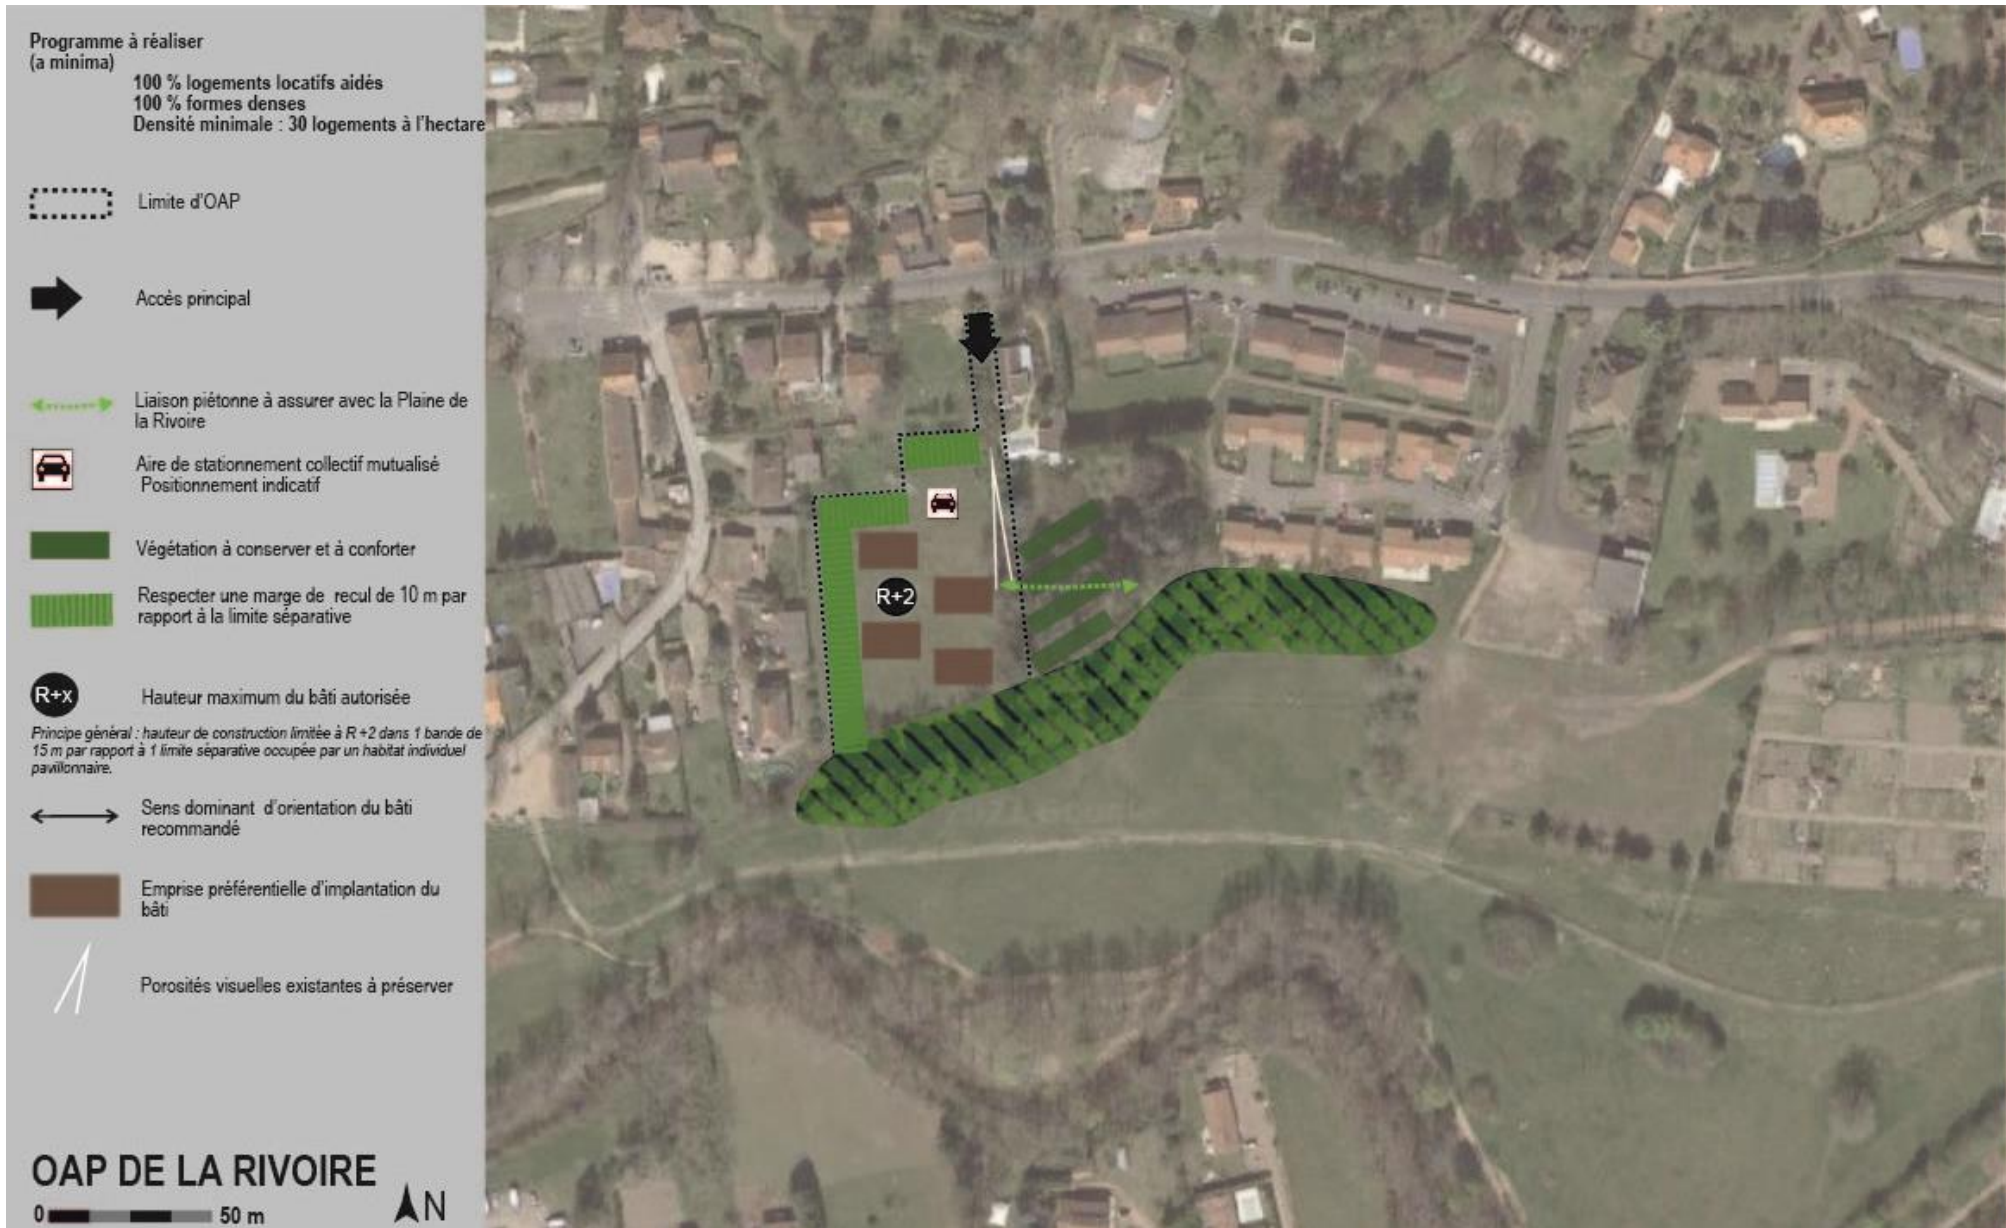 Programme à réaliser
(a minima)
100 % logements locatifs aidés
100 % formes denses
Densité minimale : 30 logements à l'hectare
Limite d'OAP
Accès principal
Liaison piétonne à assurer avec la Plaine de
la Rivoire
Aire de stationnement collectif mutualisé
Positionnement indicatif
Végétation à conserver et à conforter
Respecter une marge de recul de 10 m par
rapport à la limite séparative
R+x
Hauteur maximum du bâti autorisée
Principe général : hauteur de construction limitée à R +2 dans 1 bande de
15 m par rapport à 1 limite séparative occupée par un habitat individuel
pavillonnaire.
Sens dominant d'orientation du bâti
recommandé
Emprise préférentielle d'implantation du
bâti
Porosités visuelles existantes à préserver
OAP DE LA RIVOIRE
0 50 m
N
R+2